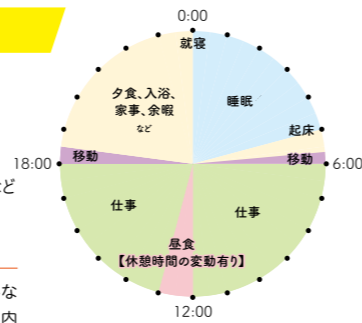 0:00
就寝
夕食、入浴、
家事、余暇
など
睡眠
起床
移動
18:00
移動
6:00
ど
仕事
仕事
昼食
【休憩時間の変動有り】
な
内
12:00